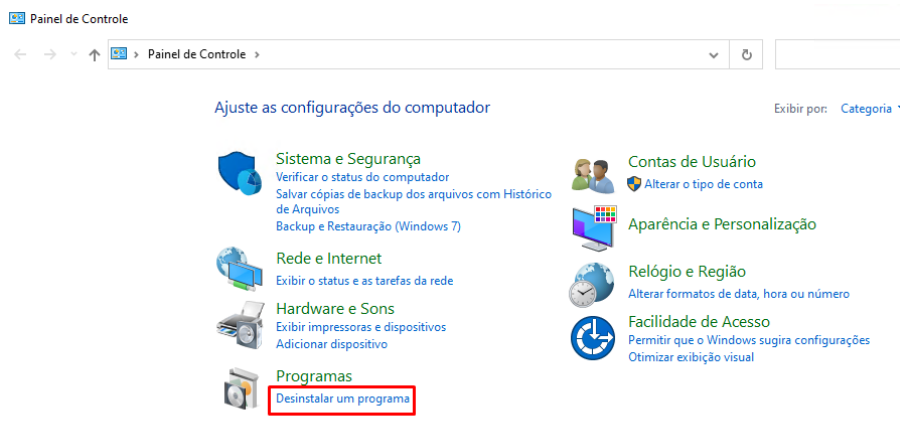 Painel de Controle
Painel de Controle
Ajuste as configurações do computador
Exibir por: Categoria
Sistema e Segurança
Verificar o status do computador
Salvar cópias de backup dos arquivos com Histórico
de Arquivos
Backup e Restauração (Windows 7)
Rede e Internet
Exibir o status e as tarefas da rede
Hardware e Sons
Exibir impressoras e dispositivos
Adicionar dispositivo
Programas
Desinstalar um programa
Contas de Usuário
Alterar o tipo de conta
Aparência e Personalização
Relógio e Região
Alterar formatos de data, hora ou número
Facilidade de Acesso
Permitir que o Windows sugira configurações
Otimizar exibição visual